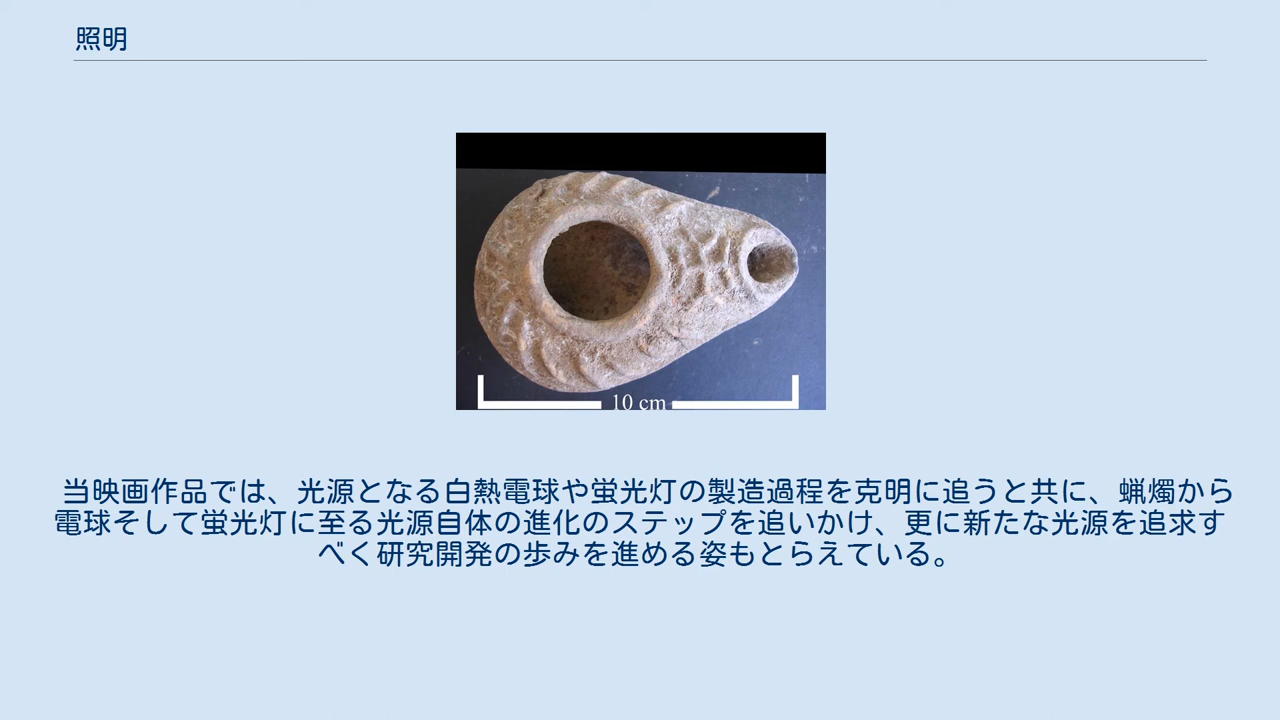 照明
10 cm
当映画作品では、光源となる白熱電球や蛍光灯の製造過程を克明に追うと共に、蝋燭から
電球そして蛍光灯に至る光源自体の進化のステップを追いかけ、更に新たな光源を追求す
べく研究開発の歩みを進める姿もとらえている。